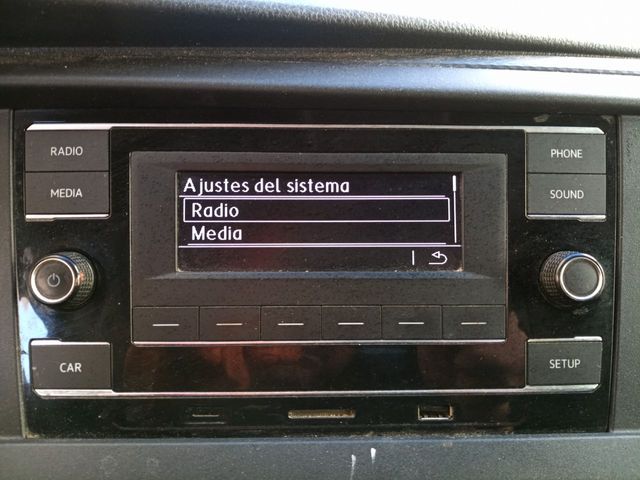 RADIO
PHONE
MEDIA
SOUND
Ajustes del sistema
Radio
Media
CAR
SETUP